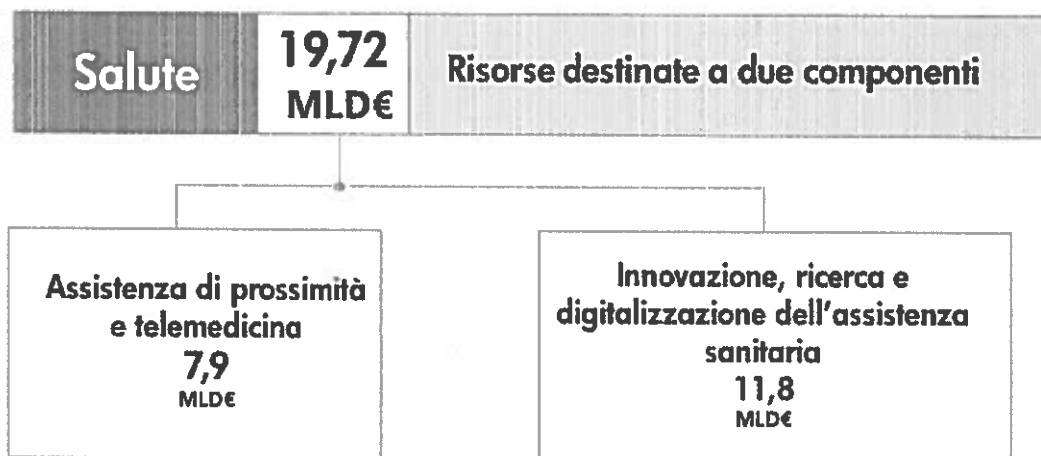 Salute
19,72
MLD€
Risorse destinate a due componenti
Assistenza di prossimità
e telemedicina
7,9
MLD€
Innovazione, ricerca e
digitalizzazione dell'assistenza
sanitaria
11,8
MLD€